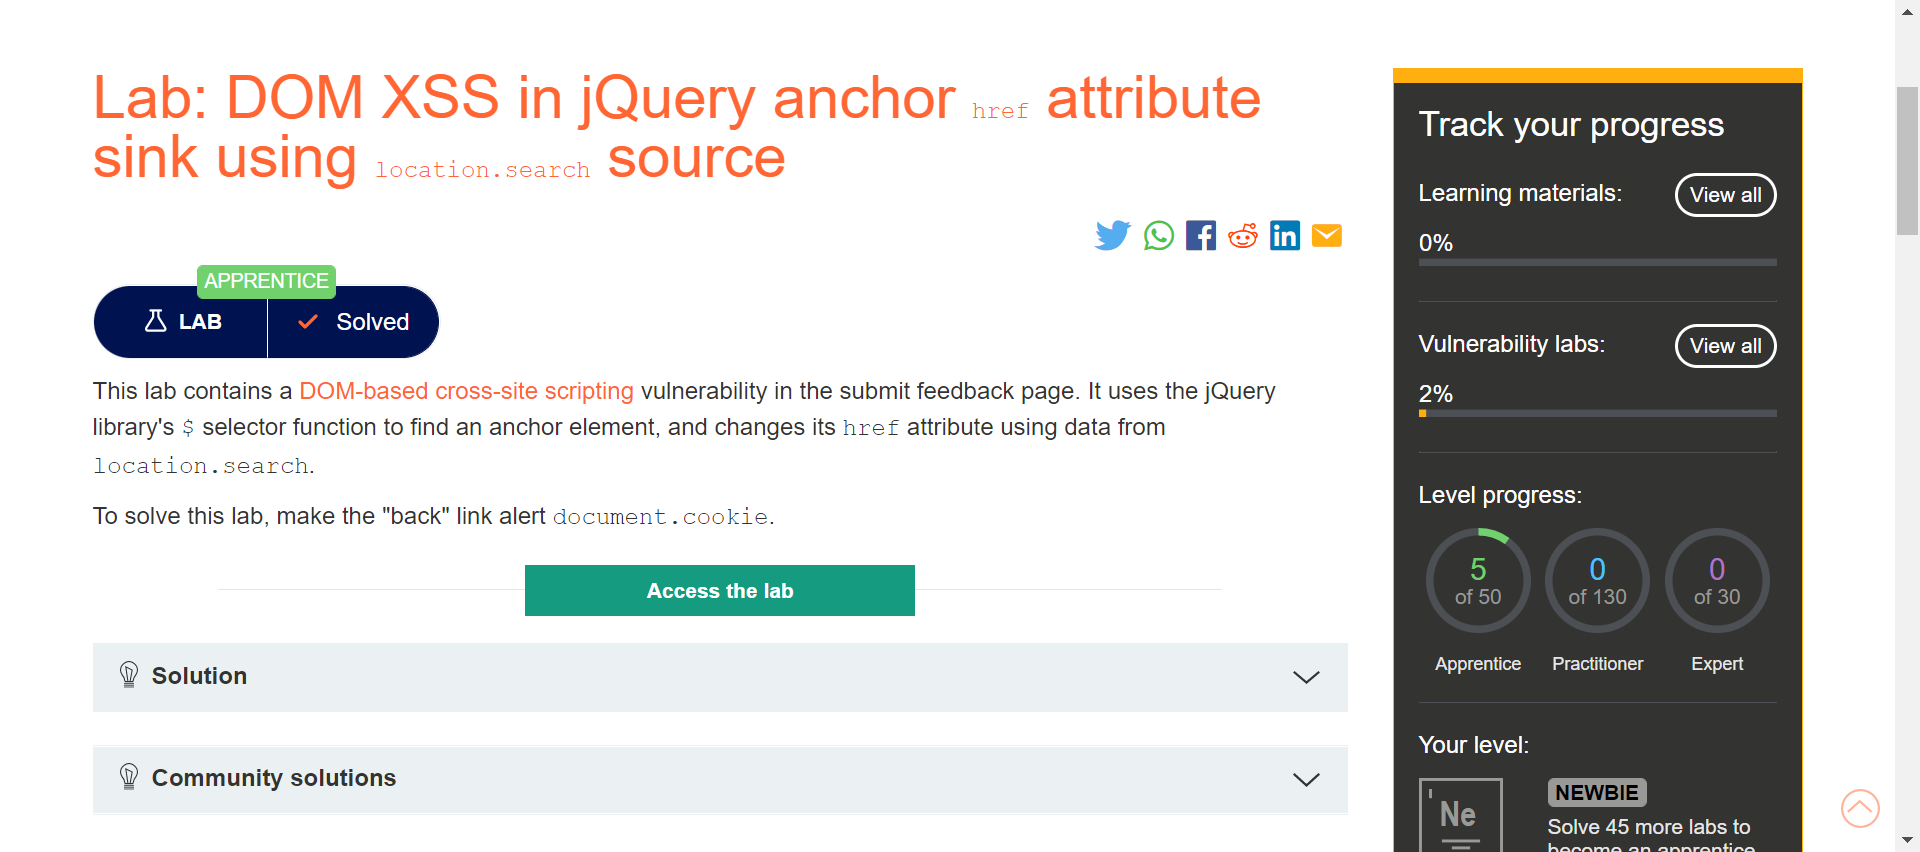 Lab: DOM XSS in jQuery anchor href attribute
sink using location.search source
APPRENTICE
LAB
Solved
This lab contains a DOM-based cross-site scripting vulnerability in the submit feedback page. It uses the jQuery
library's $ selector function to find an anchor element, and changes its href attribute using data from
location.search.
To solve this lab, make the "back" link alert document.cookie.
Access the lab
Solution
Community solutions
Track your progress
Learning materials:
View all
0%
Vulnerability labs:
View all
2%
Level progress:
5
of 50
Apprentice
0
of 130
Practitioner
0
of 30
Expert
Your level:
Ne
NEWBIE
Solve 45 more labs to
become an apprentice